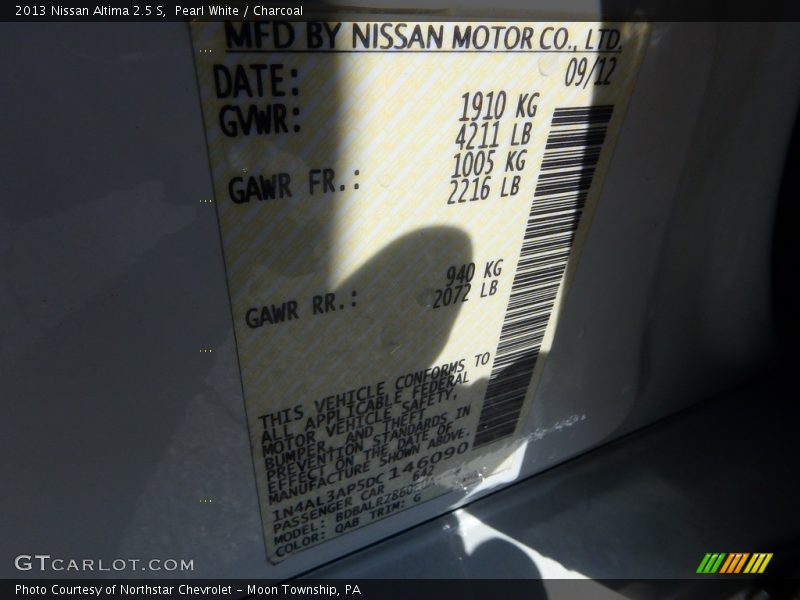 2013 Nissan Altima 2.5 S, Pearl White / Charcoal
MFD BY NISSAN MOTOR CO., LTD.
DATE: 09/12
GVWR: 1910 KG
4211 LB
GAWR FR.: 1005 KG
2216 LB
GAWR RR.: 940 KG
2072 LB
THIS VEHICLE CONFORMS TO
ALL APPLICABLE FEDERAL
MOTOR VEHICLE SAFETY,
BUMPER, AND THEFT
PREVENTION STANDARDS IN
EFFECT ON THE DATE OF
MANUFACTURE SHOWN ABOVE.
1N4AL3AP5DC146090
PASSENGER CAR 642
MODEL:
COLOR: QAB TRIM: G
GTCARLOT.COM
Photo Courtesy of Northstar Chevrolet - Moon Township, PA